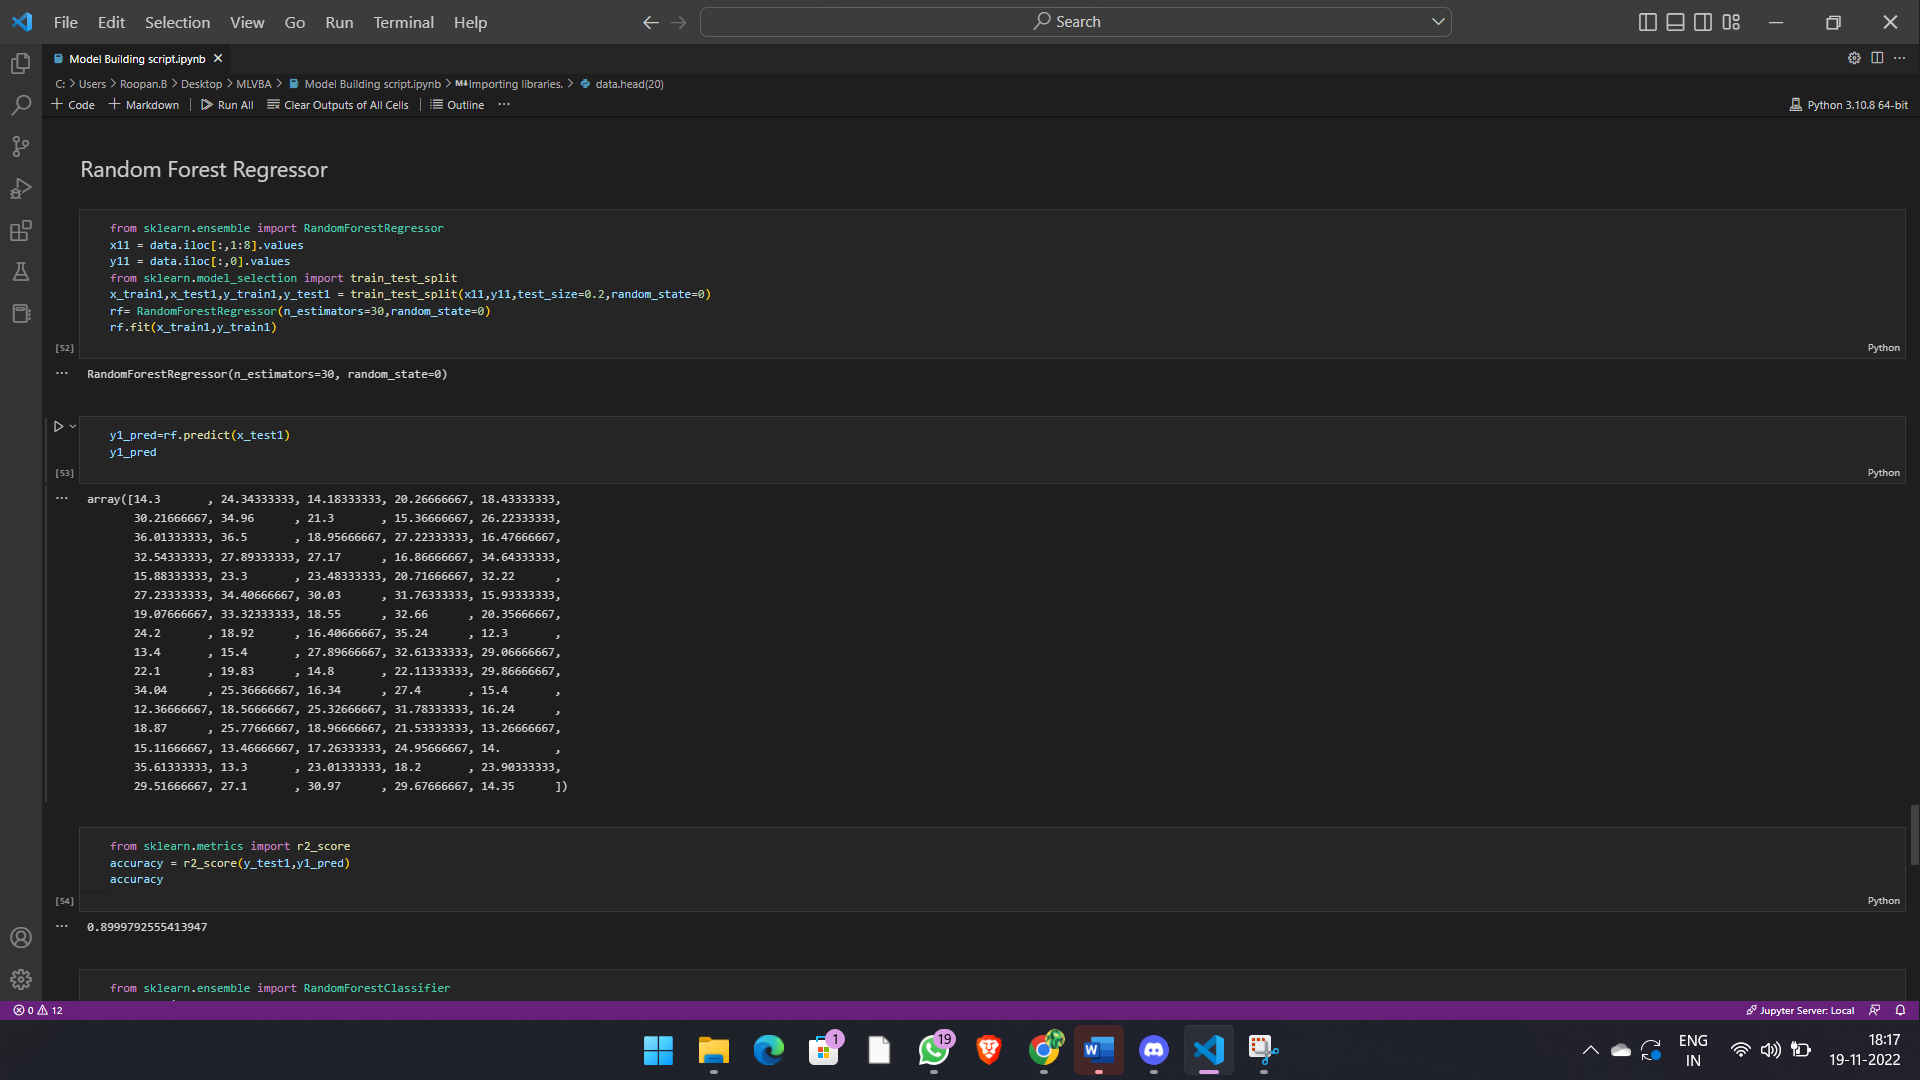 File Edit Selection View Go Run Terminal Help Search
Model Building script.ipynb
C: > Users > Roopan.B > Desktop > MLVBA > Model Building script.ipynb > M↓Importing libraries. > data.head(20)
+ Code + Markdown | Run All Clear Outputs of All Cells | Outline ... Python 3.10.8 64-bit
Random Forest Regressor
from sklearn.ensemble import RandomForestRegressor
x11 = data.iloc[:,1:8].values
y11 = data.iloc[:,0].values
from sklearn.model_selection import train_test_split
x_train1,x_test1,y_train1,y_test1 = train_test_split(x11,y11,test_size=0.2,random_state=0)
rf= RandomForestRegressor(n_estimators=30,random_state=0)
rf.fit(x_train1,y_train1)
[52] Python
... RandomForestRegressor(n_estimators=30, random_state=0)
y1_pred=rf.predict(x_test1)
y1_pred
[53] Python
... array([14.3       , 24.34333333, 14.18333333, 20.26666667, 18.43333333,
30.21666667, 34.96      , 21.3       , 15.36666667, 26.22333333,
36.01333333, 36.5       , 18.95666667, 27.22333333, 16.47666667,
32.54333333, 27.89333333, 27.17      , 16.86666667, 34.64333333,
15.88333333, 23.3       , 23.48333333, 20.71666667, 32.22      ,
27.23333333, 34.40666667, 30.03      , 31.76333333, 15.93333333,
19.07666667, 33.32333333, 18.55      , 32.66      , 20.35666667,
24.2       , 18.92      , 16.40666667, 35.24      , 12.3       ,
13.4       , 15.4       , 27.89666667, 32.61333333, 29.06666667,
22.1       , 19.83      , 14.8       , 22.11333333, 29.86666667,
34.04      , 25.36666667, 16.34      , 27.4       , 15.4       ,
12.36666667, 18.56666667, 25.32666667, 31.78333333, 16.24      ,
18.87      , 25.77666667, 18.96666667, 21.53333333, 13.26666667,
15.11666667, 13.46666667, 17.26333333, 24.95666667, 14.        ,
35.61333333, 13.3       , 23.01333333, 18.2       , 23.90333333,
29.51666667, 27.1       , 30.97      , 29.67666667, 14.35      ])
from sklearn.metrics import r2_score
accuracy = r2_score(y_test1,y1_pred)
accuracy
[54] Python
... 0.8999792555413947
from sklearn.ensemble import RandomForestClassifier
0 12 Jupyter Server: Local
1 19 W ENG 18:17
IN 19-11-2022